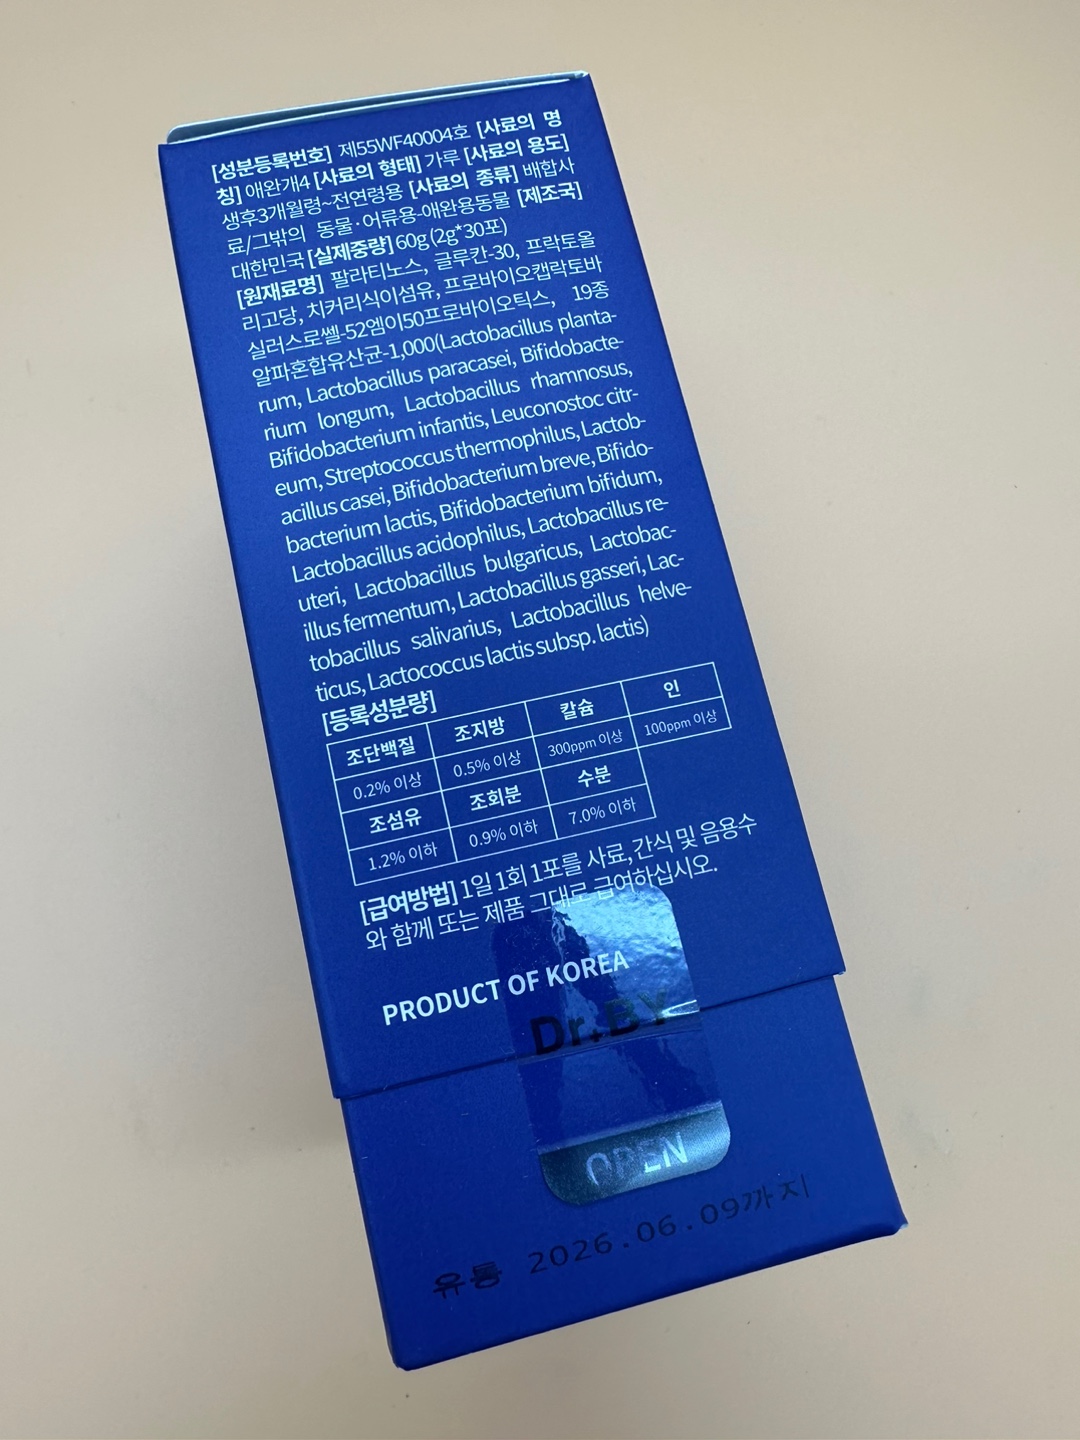 [성분등록번호] 제55WF40004호 [사료의 명
칭] 애완개4 [사료의 형태] 가루 [사료의 용도]
생후3개월령~전연령용 [사료의 종류] 배합사
료/그밖의 동물·어류용-애완용동물 [제조국]
대한민국 [실제중량] 60g (2g*30포)
[원재료명] 팔라티노스, 글루칸-30, 프락토올
리고당, 치커리식이섬유, 프로바이오캡락토바
실러스로쎌-52엠이50프로바이오틱스, 19종
알파혼합유산균-1,000(Lactobacillus planta-
rum, Lactobacillus paracasei, Bifidobacte-
rium longum, Lactobacillus rhamnosus,
Bifidobacterium infantis, Leuconostoc citr-
eum, Streptococcus thermophilus, Lactob-
acillus casei, Bifidobacterium breve, Bifido-
bacterium lactis, Bifidobacterium bifidum,
Lactobacillus acidophilus, Lactobacillus re-
uteri, Lactobacillus bulgaricus, Lactobac-
illus fermentum, Lactobacillus gasseri, Lac-
tobacillus salivarius, Lactobacillus helve-
ticus, Lactococcus lactis subsp. lactis)
[등록성분량]
조단백질 조지방 칼슘 인
0.2% 이상 0.5% 이상 300ppm 이상 100ppm 이상
조섬유 조회분 수분
1.2% 이하 0.9% 이하 7.0% 이하
[급여방법] 1일 1회 1포를 사료, 간식 및 음용수
와 함께 또는 제품 그대로 급여하십시오.
PRODUCT OF KOREA
Dr.BY
OPEN
유통 2026.06.09까지